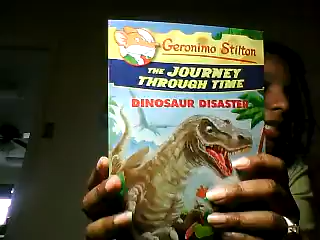 Geronimo Stilton
THE JOURNEY
THROUGH TIME
DINOSAUR DISASTER